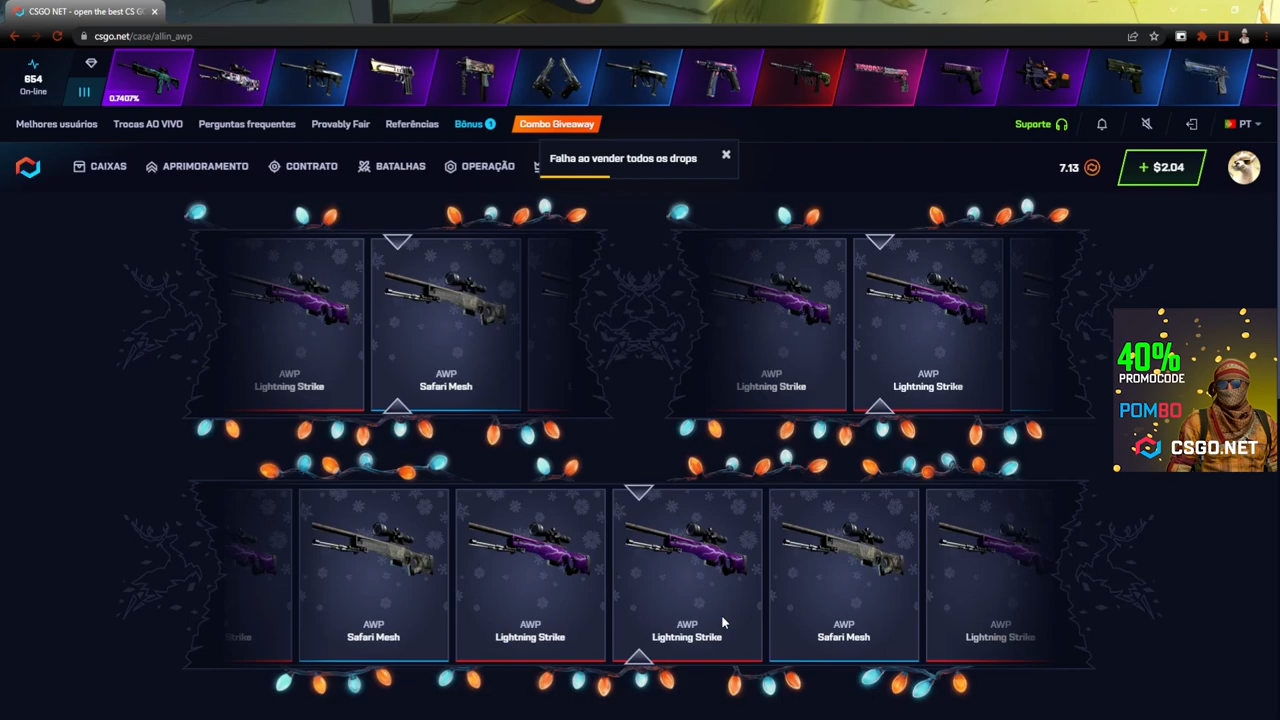 CSGO NET - open the best CS G
csgo.net/case/allin_awp
654
On-line
0.7407%
Melhores usuários
Trocas AO VIVO
Perguntas frequentes
Provably Fair
Referências
Bônus 1
Combo Giveaway
Suporte
PT
CAIXAS
APRIMORAMENTO
CONTRATO
BATALHAS
OPERAÇÃO
Falha ao vender todos os drops
7.13
+ $2.04
AWP
Lightning Strike
AWP
Safari Mesh
AWP
Lightning Strike
AWP
Lightning Strike
40%
PROMOCODE
POMBO
CSGO.NET
Strike
AWP
Safari Mesh
AWP
Lightning Strike
AWP
Lightning Strike
AWP
Safari Mesh
AWP
Lightning Strike